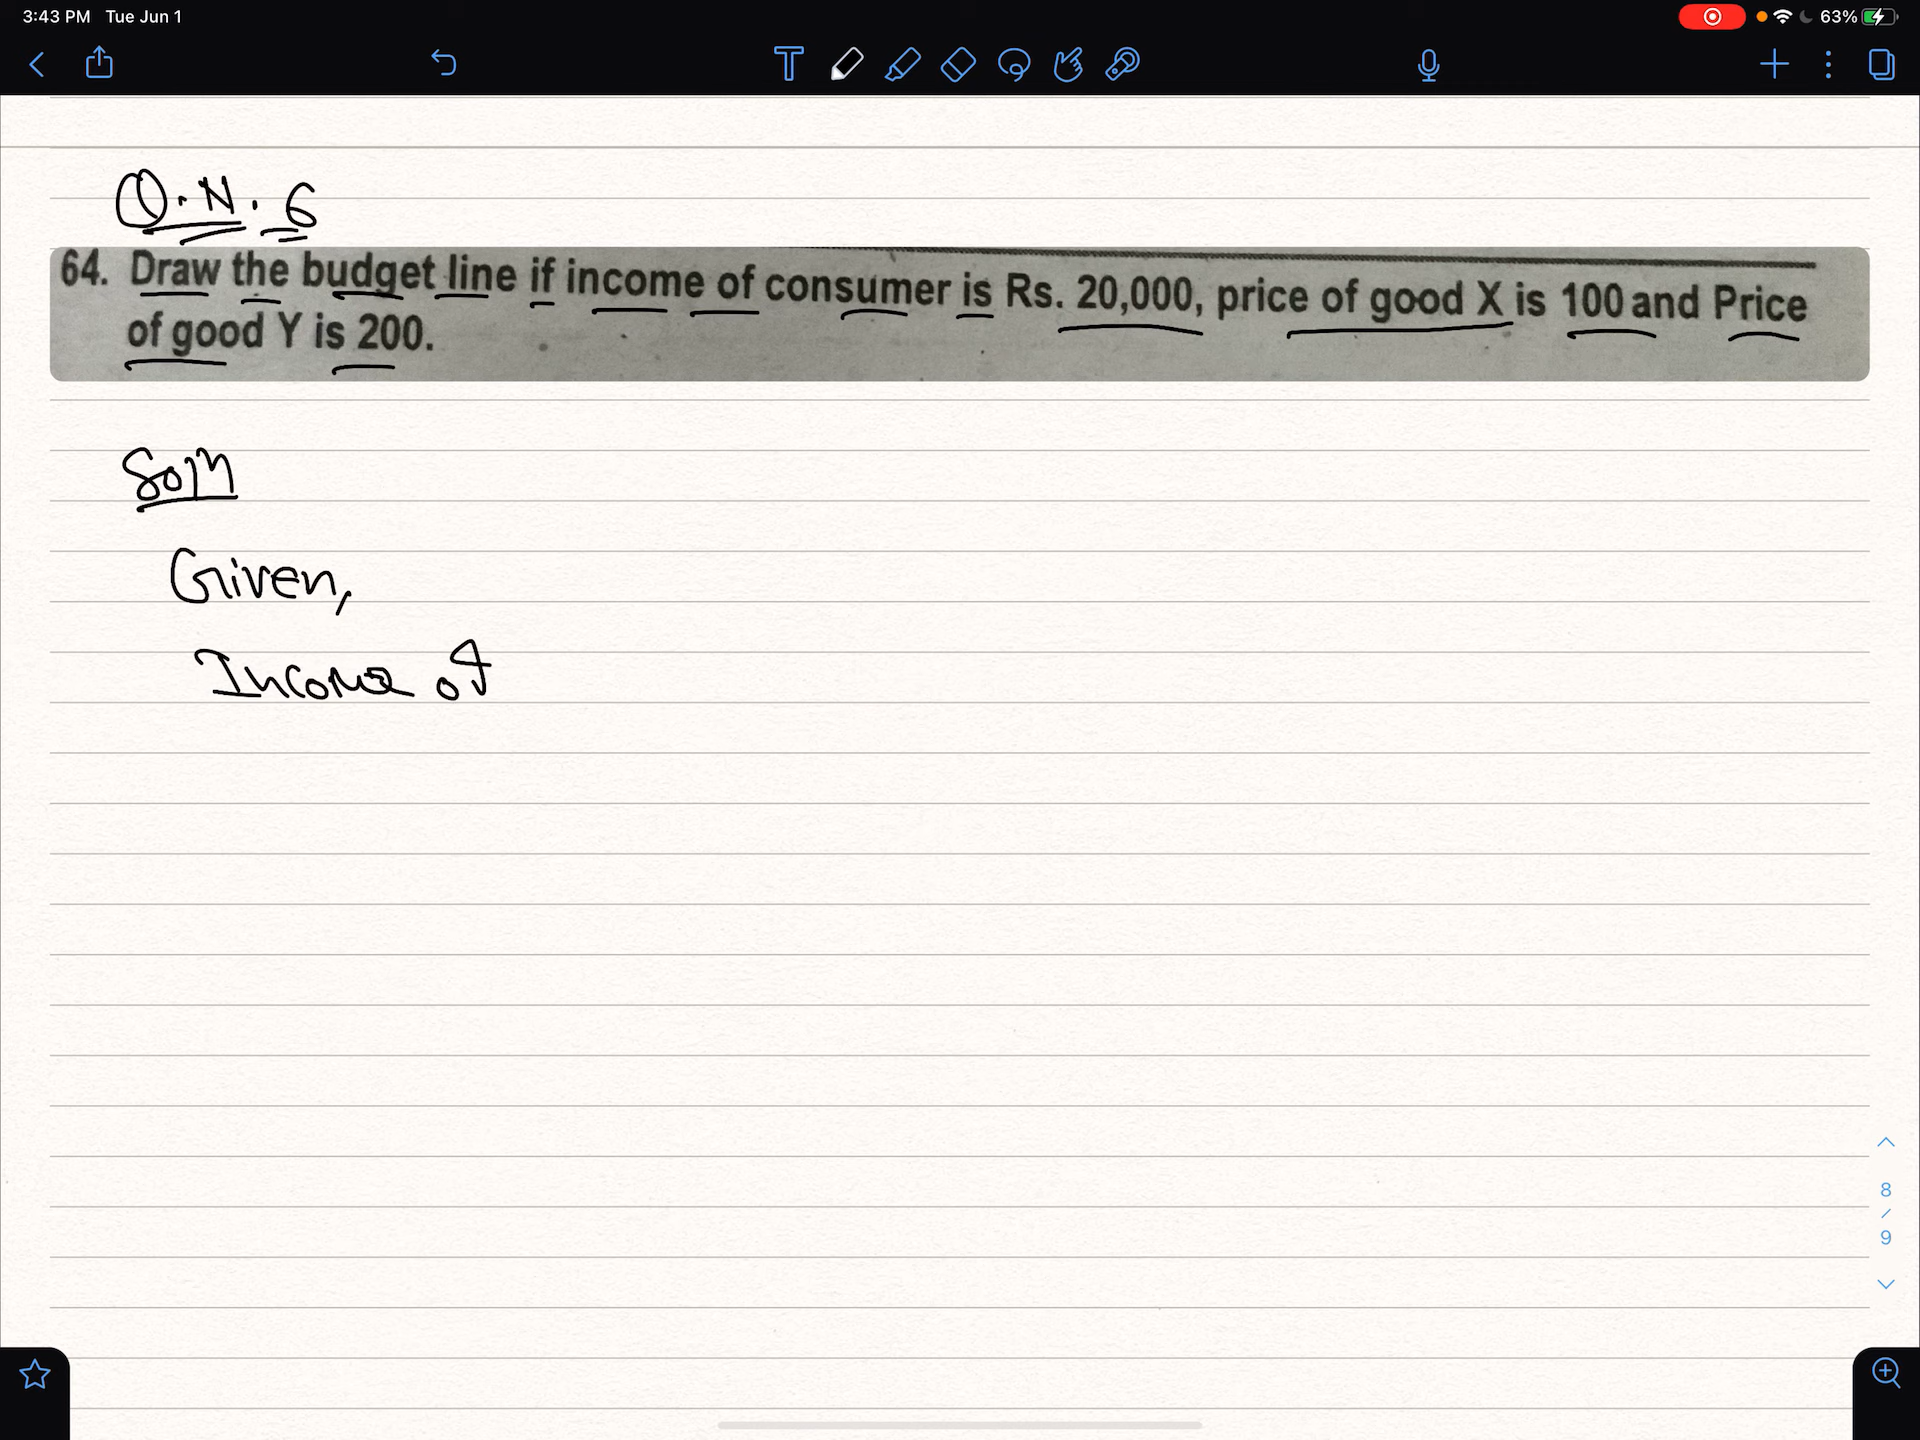 3:43 PM Tue Jun 1
63%
Q.N. 6
64. Draw the budget line if income of consumer is Rs. 20,000, price of good X is 100 and Price
of good Y is 200.
Soln
Given,
Income of
8
/
9